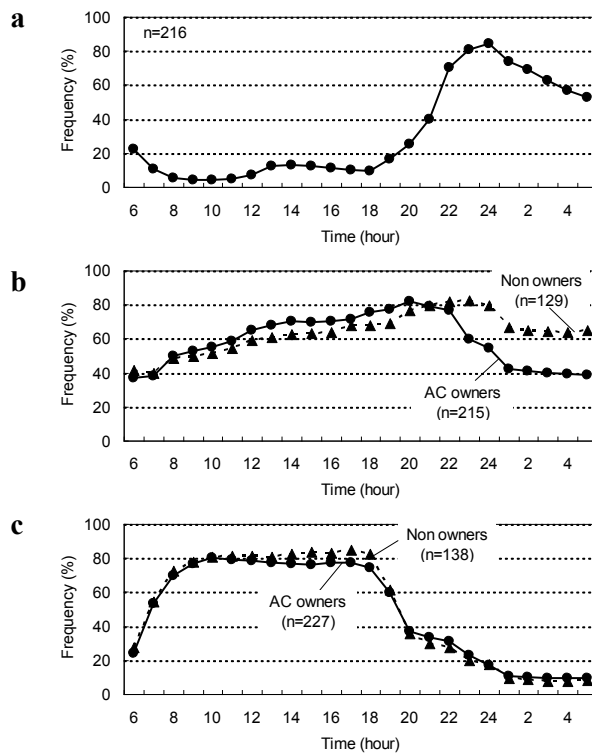 a
n=216
Frequency (%)
100
80
60
40
20
0
6 8 10 12 14 16 18 20 22 24 2 4
Time (hour)
b
Frequency (%)
100
80
60
40
20
0
Non owners
(n=129)
AC owners
(n=215)
6 8 10 12 14 16 18 20 22 24 2 4
Time (hour)
c
Frequency (%)
100
80
60
40
20
0
Non owners
(n=138)
AC owners
(n=227)
6 8 10 12 14 16 18 20 22 24 2 4
Time (hour)